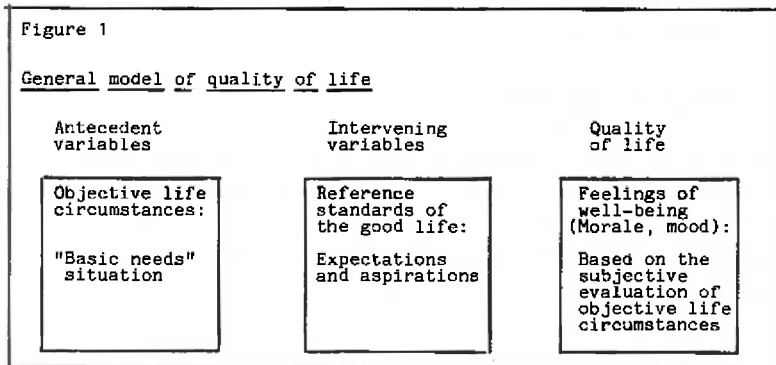 Figure 1
General model of quality of life
Antecedent
variables
Objective life
circumstances:
"Basic needs"
situation
Intervening
variables
Reference
standards of
the good life:
Expectations
and aspirations
Quality
of life
Feelings of
well-being
(Morale, mood):
Based on the
subjective
evaluation of
objective life
circumstances